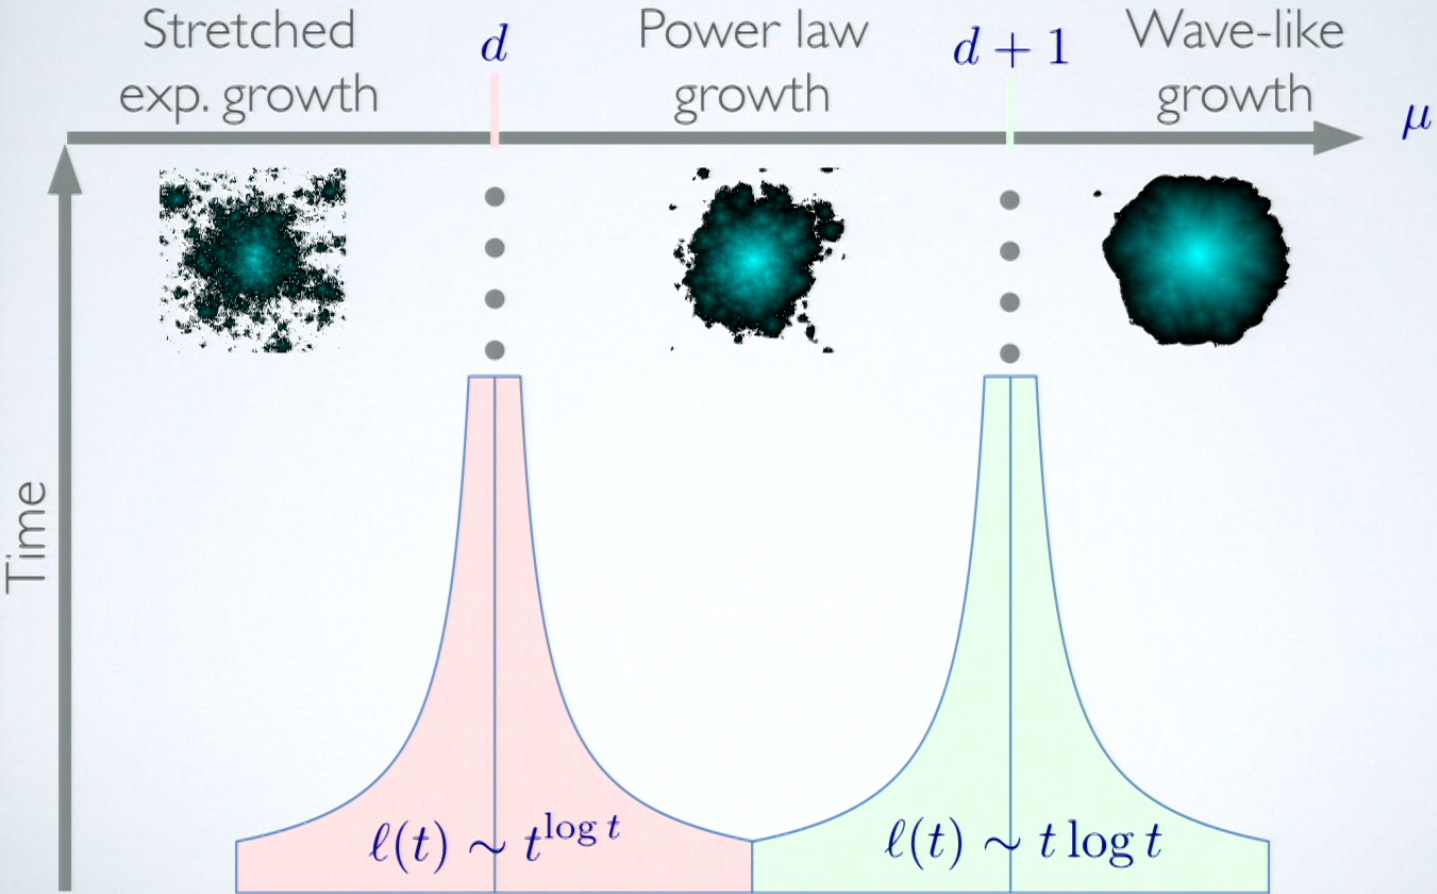 Stretched
exp. growth
d
Power law
growth
d + 1
Wave-like
growth
μ
Time
ℓ(t) ∼ t^{log t}
ℓ(t) ∼ t log t